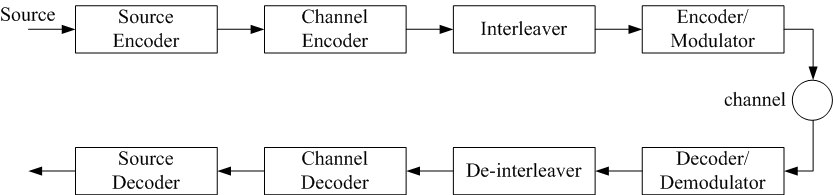 Source
Source
Encoder
Channel
Encoder
Interleaver
Encoder/
Modulator
channel
Source
Decoder
Channel
Decoder
De-interleaver
Decoder/
Demodulator